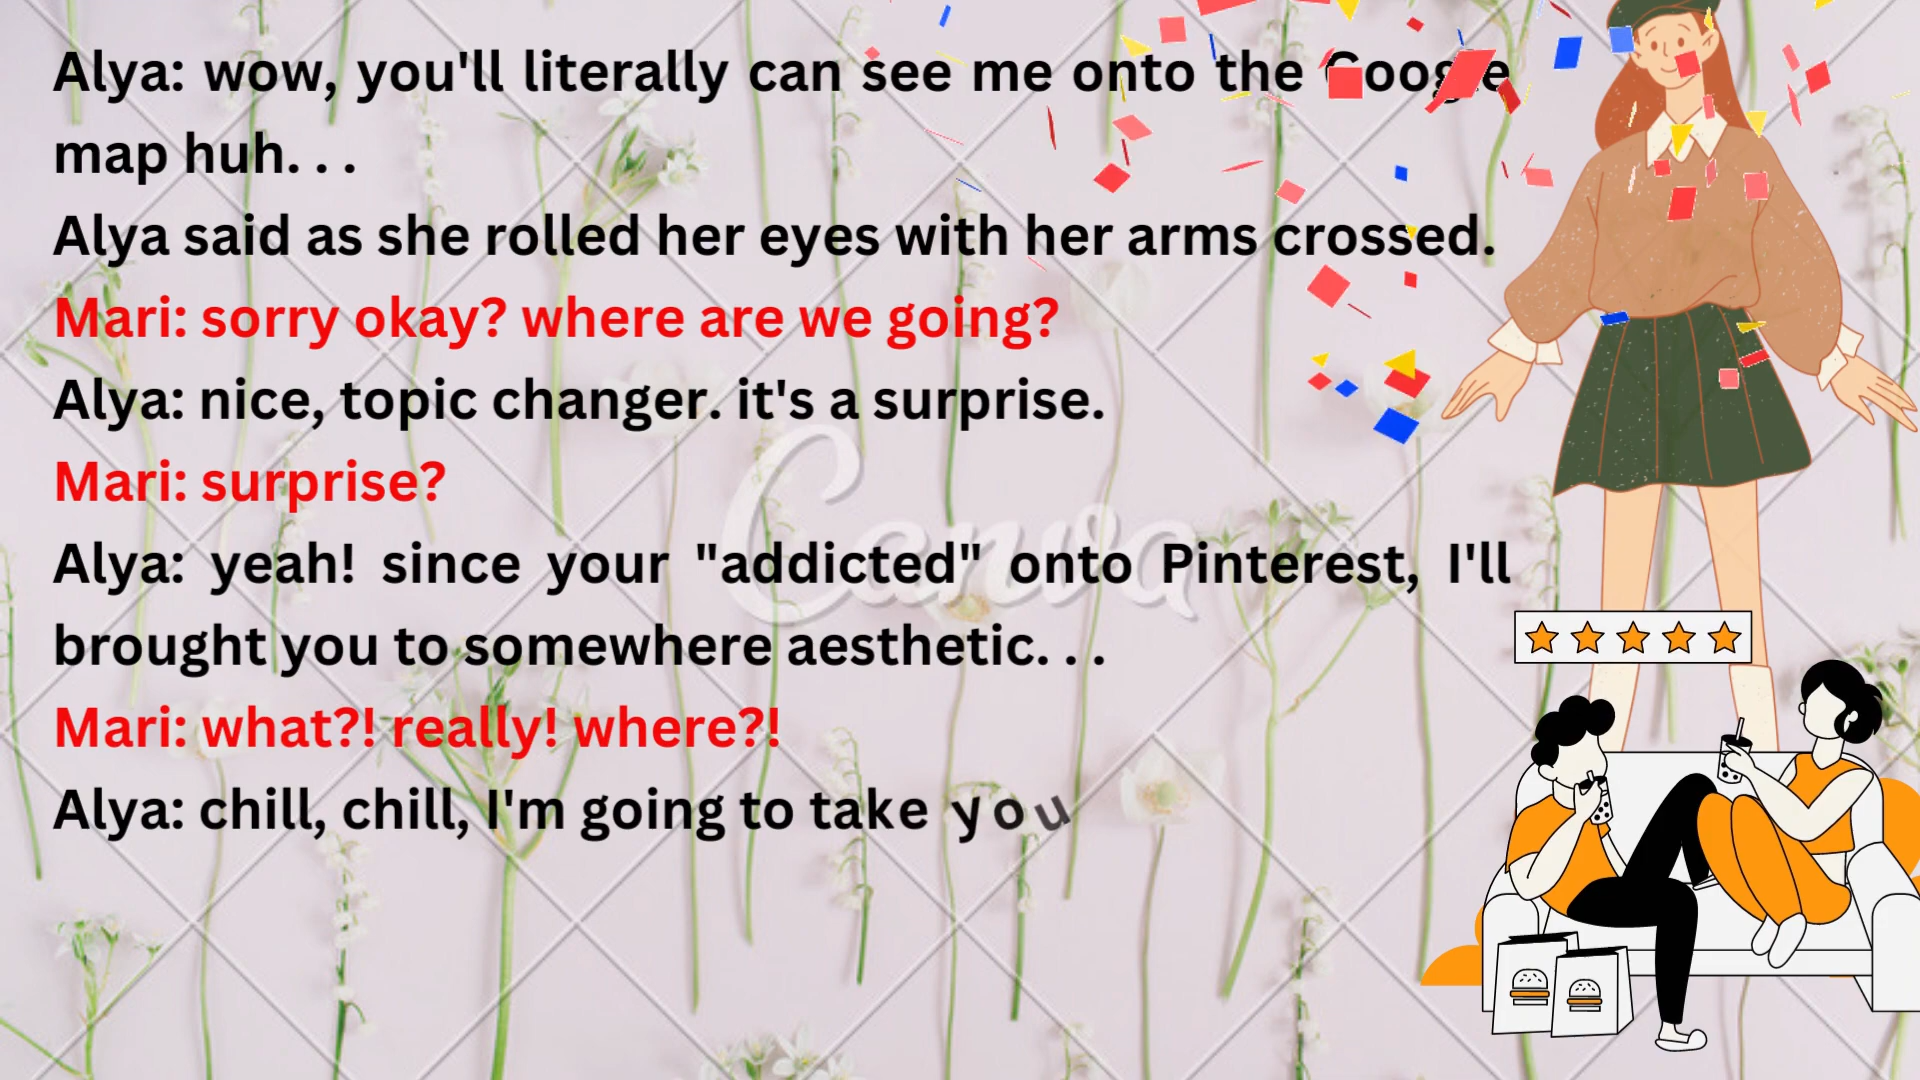 Alya: wow, you'll literally can see me onto the Google
map huh. . .
Alya said as she rolled her eyes with her arms crossed.
Mari: sorry okay? where are we going?
Alya: nice, topic changer. it's a surprise.
Mari: surprise?
Alya: yeah! since your "addicted" onto Pinterest, I'll
brought you to somewhere aesthetic. . .
Mari: what?! really! where?!
Alya: chill, chill, I'm going to take you
Canva